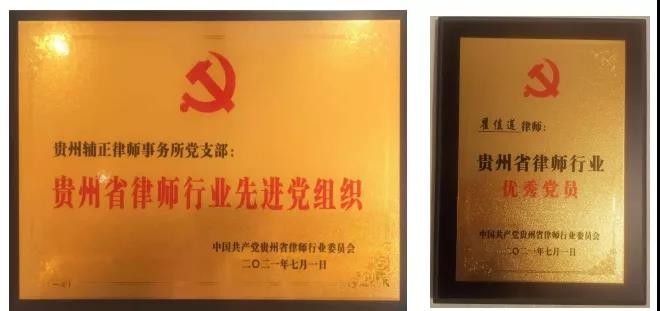 贵州辅正律师事务所党支部：
贵州省律师行业先进党组织
中国共产党贵州省律师行业委员会
二〇二一年七月一日
律师：
贵州省律师行业
优秀党员
中国共产党贵州省律师行业委员会
二〇二一年七月一日